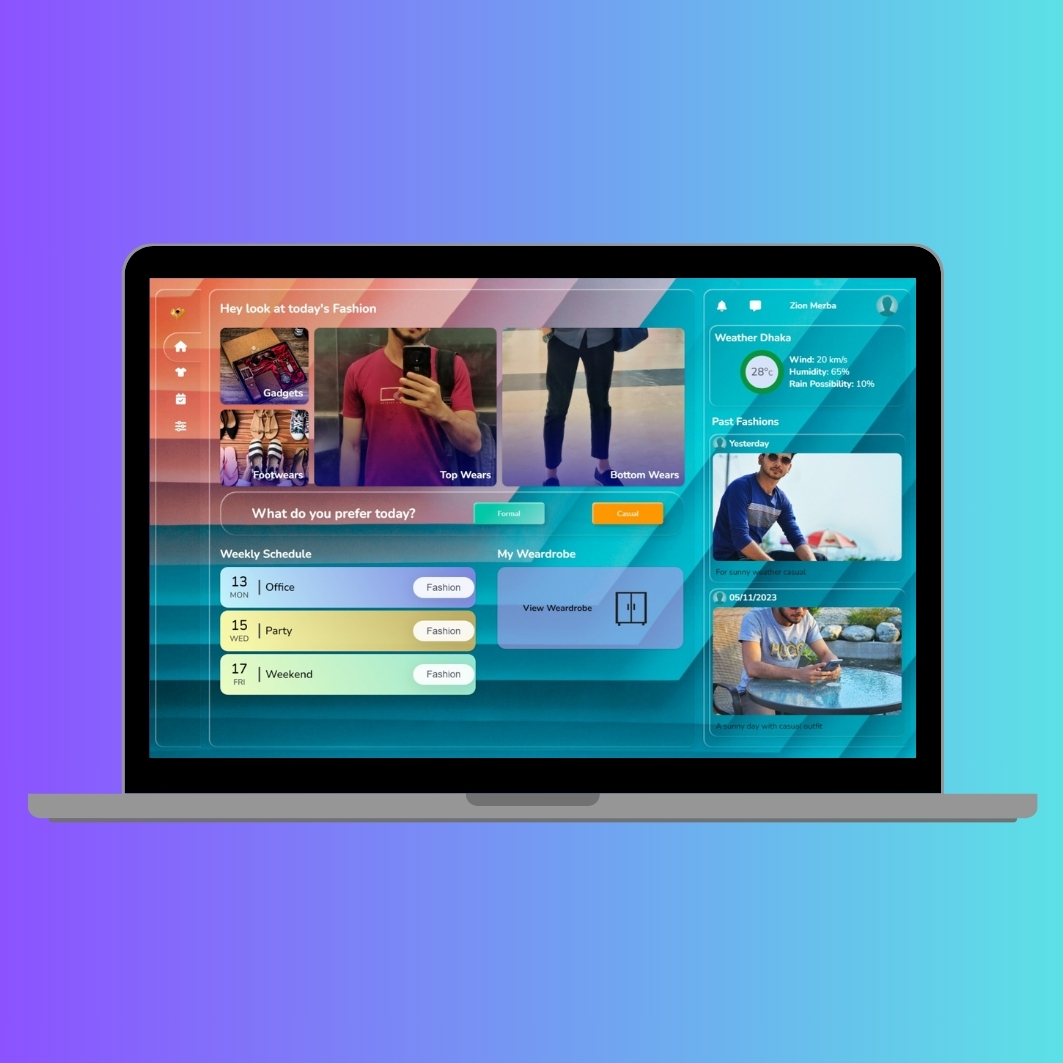 Hey look at today's Fashion
Gadgets
Footwears
Top Wears
Bottom Wears
What do you prefer today?
Formal
Casual
Weekly Schedule
13
MON
Office
Fashion
15
WED
Party
Fashion
17
FRI
Weekend
Fashion
My Weardrobe
View Weardrobe
Zion Mezba
Weather Dhaka
28°c
Wind: 20 km/s
Humidity: 65%
Rain Possibility: 10%
Past Fashions
Yesterday
For sunny weather casual
05/11/2023
HUGO
A sunny day with casual outfit